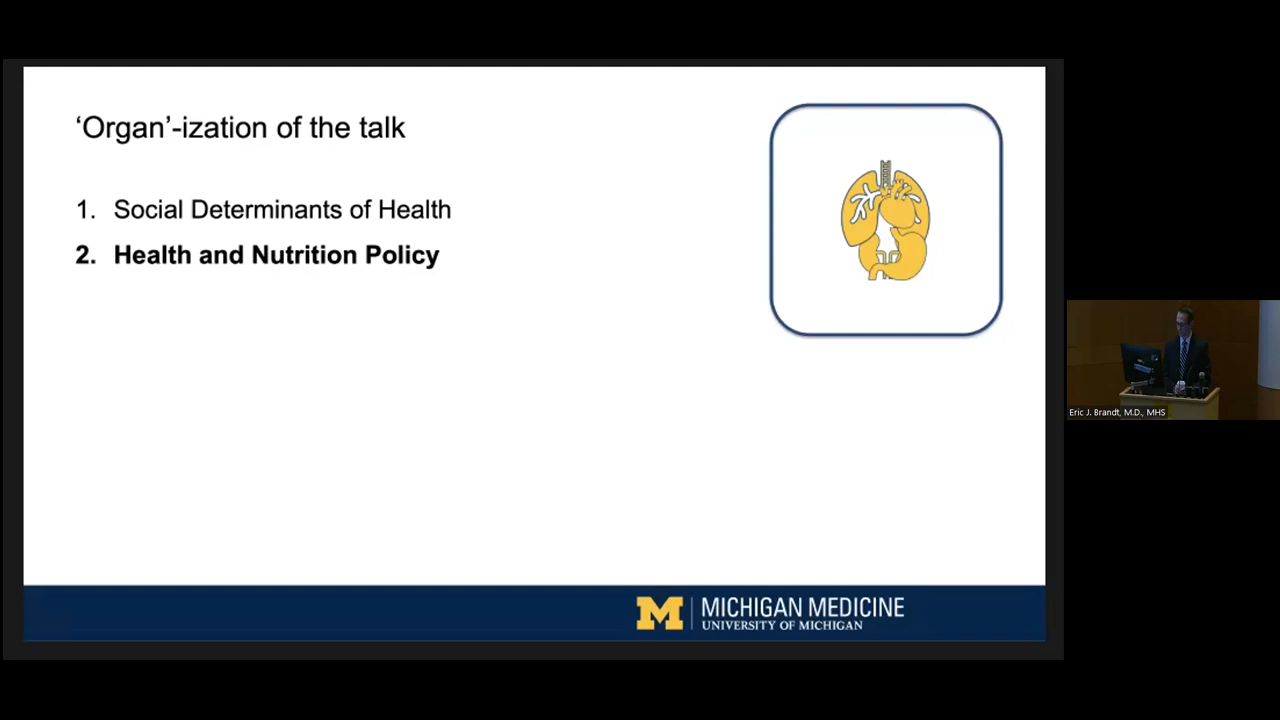 ‘Organ’-ization of the talk
1. Social Determinants of Health
2. Health and Nutrition Policy
M | MICHIGAN MEDICINE
UNIVERSITY OF MICHIGAN
Eric J. Brandt, M.D., MHS